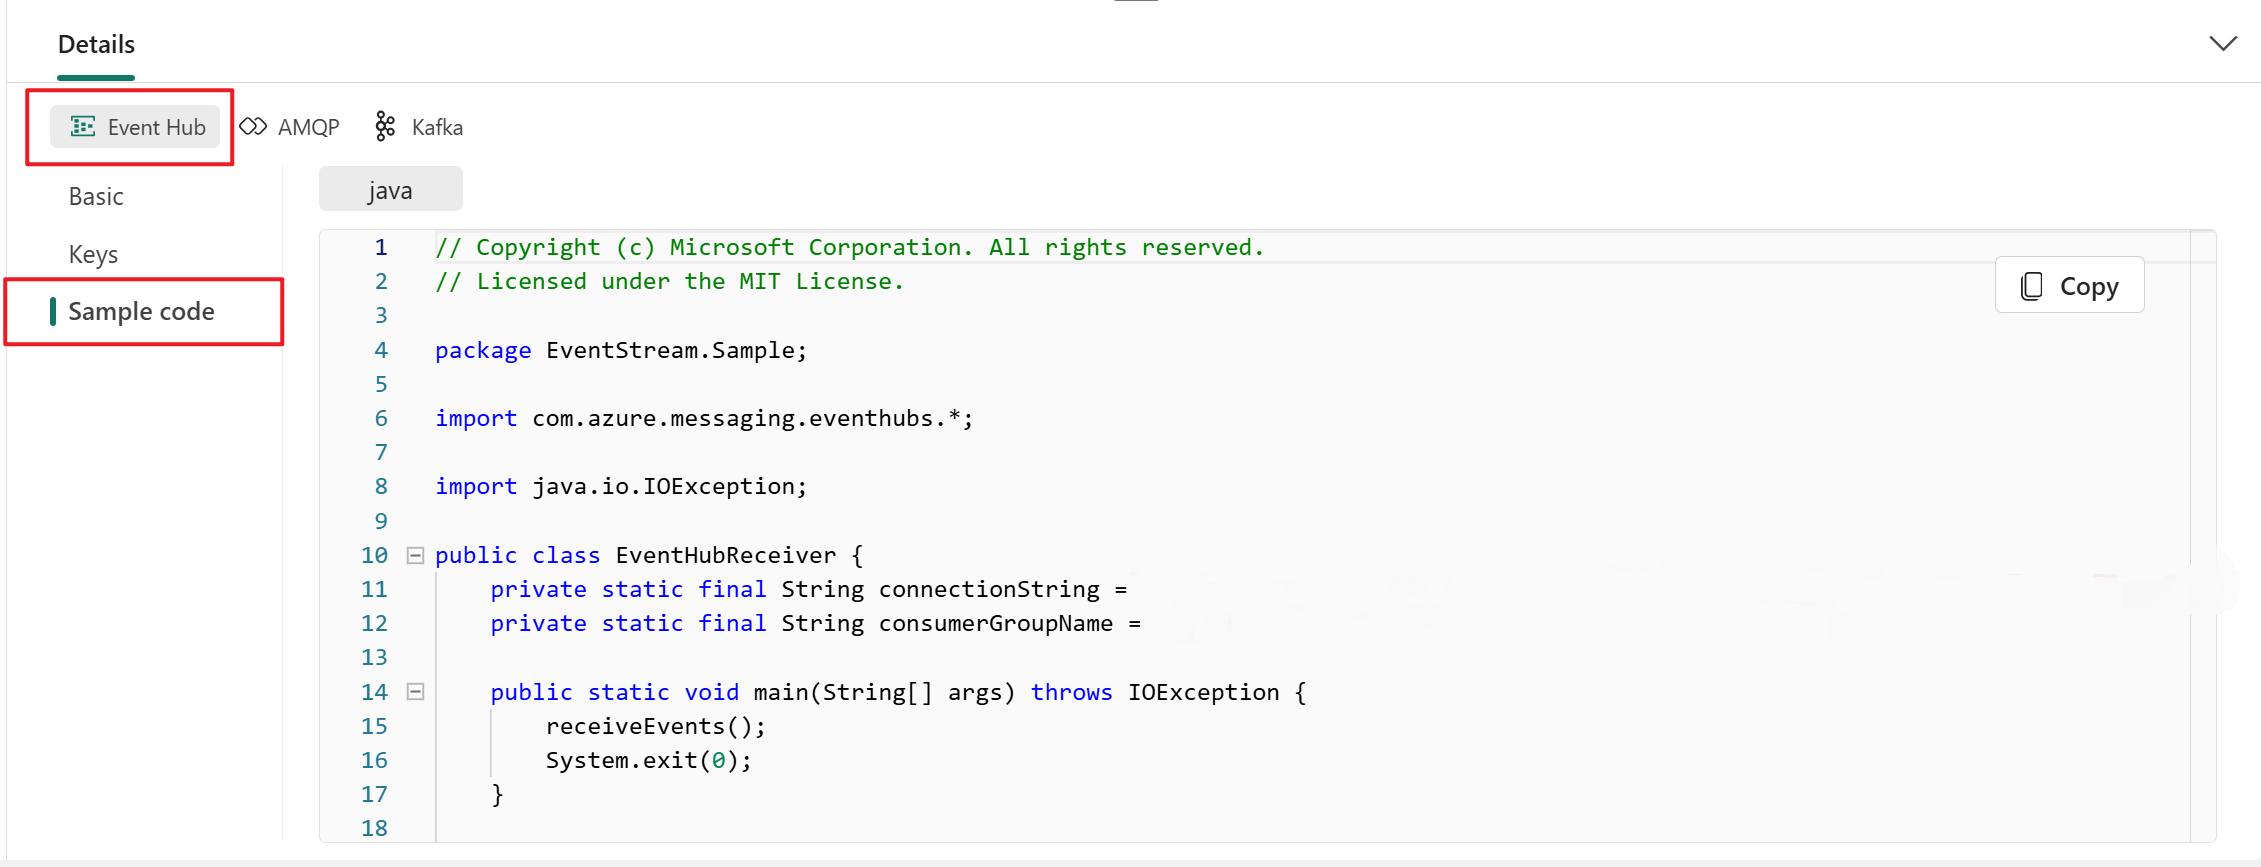 Details
Event Hub AMQP Kafka
Basic
Keys
Sample code
java
Copy
1 // Copyright (c) Microsoft Corporation. All rights reserved.
2 // Licensed under the MIT License.
3
4 package EventStream.Sample;
5
6 import com.azure.messaging.eventhubs.*;
7
8 import java.io.IOException;
9
10 public class EventHubReceiver {
11     private static final String connectionString =
12     private static final String consumerGroupName =
13
14     public static void main(String[] args) throws IOException {
15         receiveEvents();
16         System.exit(0);
17     }
18